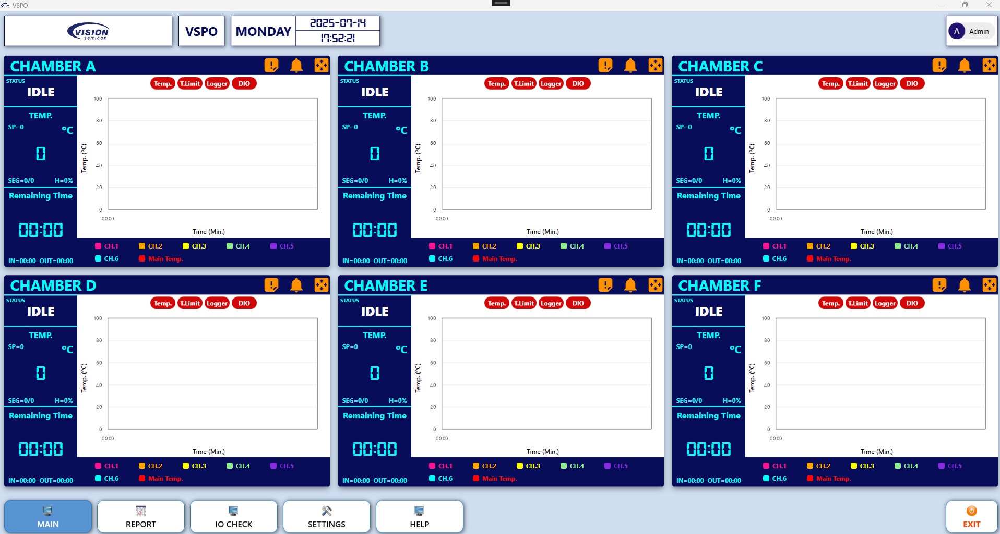 VSPO
VISION
semicon
VSPO
MONDAY
2025-07-14
17:52:21
A Admin
CHAMBER A
STATUS
IDLE
TEMP.
SP=0 ºC
0
SEG=0/0 H=0%
Remaining Time
00:00
IN=00:00 OUT=00:00
Temp. T.Limit Logger DIO
100
80
60
40
20
0
Temp. (ºC)
00:00
Time (Min.)
CH.1 CH.2 CH.3 CH.4 CH.5
CH.6 Main Temp.
CHAMBER B
STATUS
IDLE
TEMP.
SP=0 ºC
0
SEG=0/0 H=0%
Remaining Time
00:00
IN=00:00 OUT=00:00
Temp. T.Limit Logger DIO
100
80
60
40
20
0
Temp. (ºC)
00:00
Time (Min.)
CH.1 CH.2 CH.3 CH.4 CH.5
CH.6 Main Temp.
CHAMBER C
STATUS
IDLE
TEMP.
SP=0 ºC
0
SEG=0/0 H=0%
Remaining Time
00:00
IN=00:00 OUT=00:00
Temp. T.Limit Logger DIO
100
80
60
40
20
0
Temp. (ºC)
00:00
Time (Min.)
CH.1 CH.2 CH.3 CH.4 CH.5
CH.6 Main Temp.
CHAMBER D
STATUS
IDLE
TEMP.
SP=0 ºC
0
SEG=0/0 H=0%
Remaining Time
00:00
IN=00:00 OUT=00:00
Temp. T.Limit Logger DIO
100
80
60
40
20
0
Temp. (ºC)
00:00
Time (Min.)
CH.1 CH.2 CH.3 CH.4 CH.5
CH.6 Main Temp.
CHAMBER E
STATUS
IDLE
TEMP.
SP=0 ºC
0
SEG=0/0 H=0%
Remaining Time
00:00
IN=00:00 OUT=00:00
Temp. T.Limit Logger DIO
100
80
60
40
20
0
Temp. (ºC)
00:00
Time (Min.)
CH.1 CH.2 CH.3 CH.4 CH.5
CH.6 Main Temp.
CHAMBER F
STATUS
IDLE
TEMP.
SP=0 ºC
0
SEG=0/0 H=0%
Remaining Time
00:00
IN=00:00 OUT=00:00
Temp. T.Limit Logger DIO
100
80
60
40
20
0
Temp. (ºC)
00:00
Time (Min.)
CH.1 CH.2 CH.3 CH.4 CH.5
CH.6 Main Temp.
MAIN
REPORT
IO CHECK
SETTINGS
HELP
EXIT